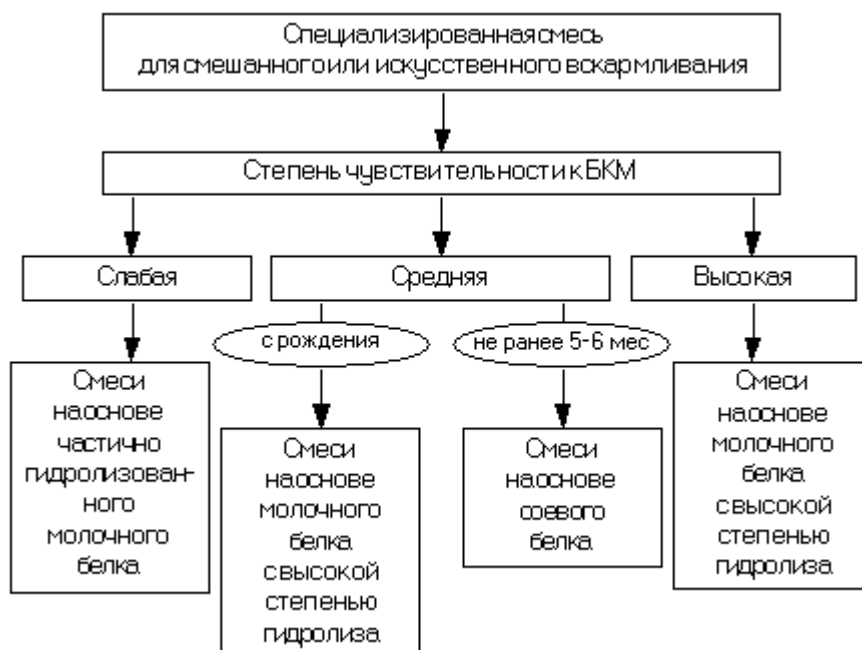 Специализированная смесь
для смешанного или искусственного вскармливания
Степень чувствительности к БКМ
Слабая
Средняя
Высокая
с рождения
не ранее 5-6 мес
Смеси
на основе
частично
гидролизован-
ного
молочного
белка
Смеси
на основе
молочного
белка
с высокой
степенью
гидролиза
Смеси
на основе
соевого
белка
Смеси
на основе
молочного
белка
с высокой
степенью
гидролиза